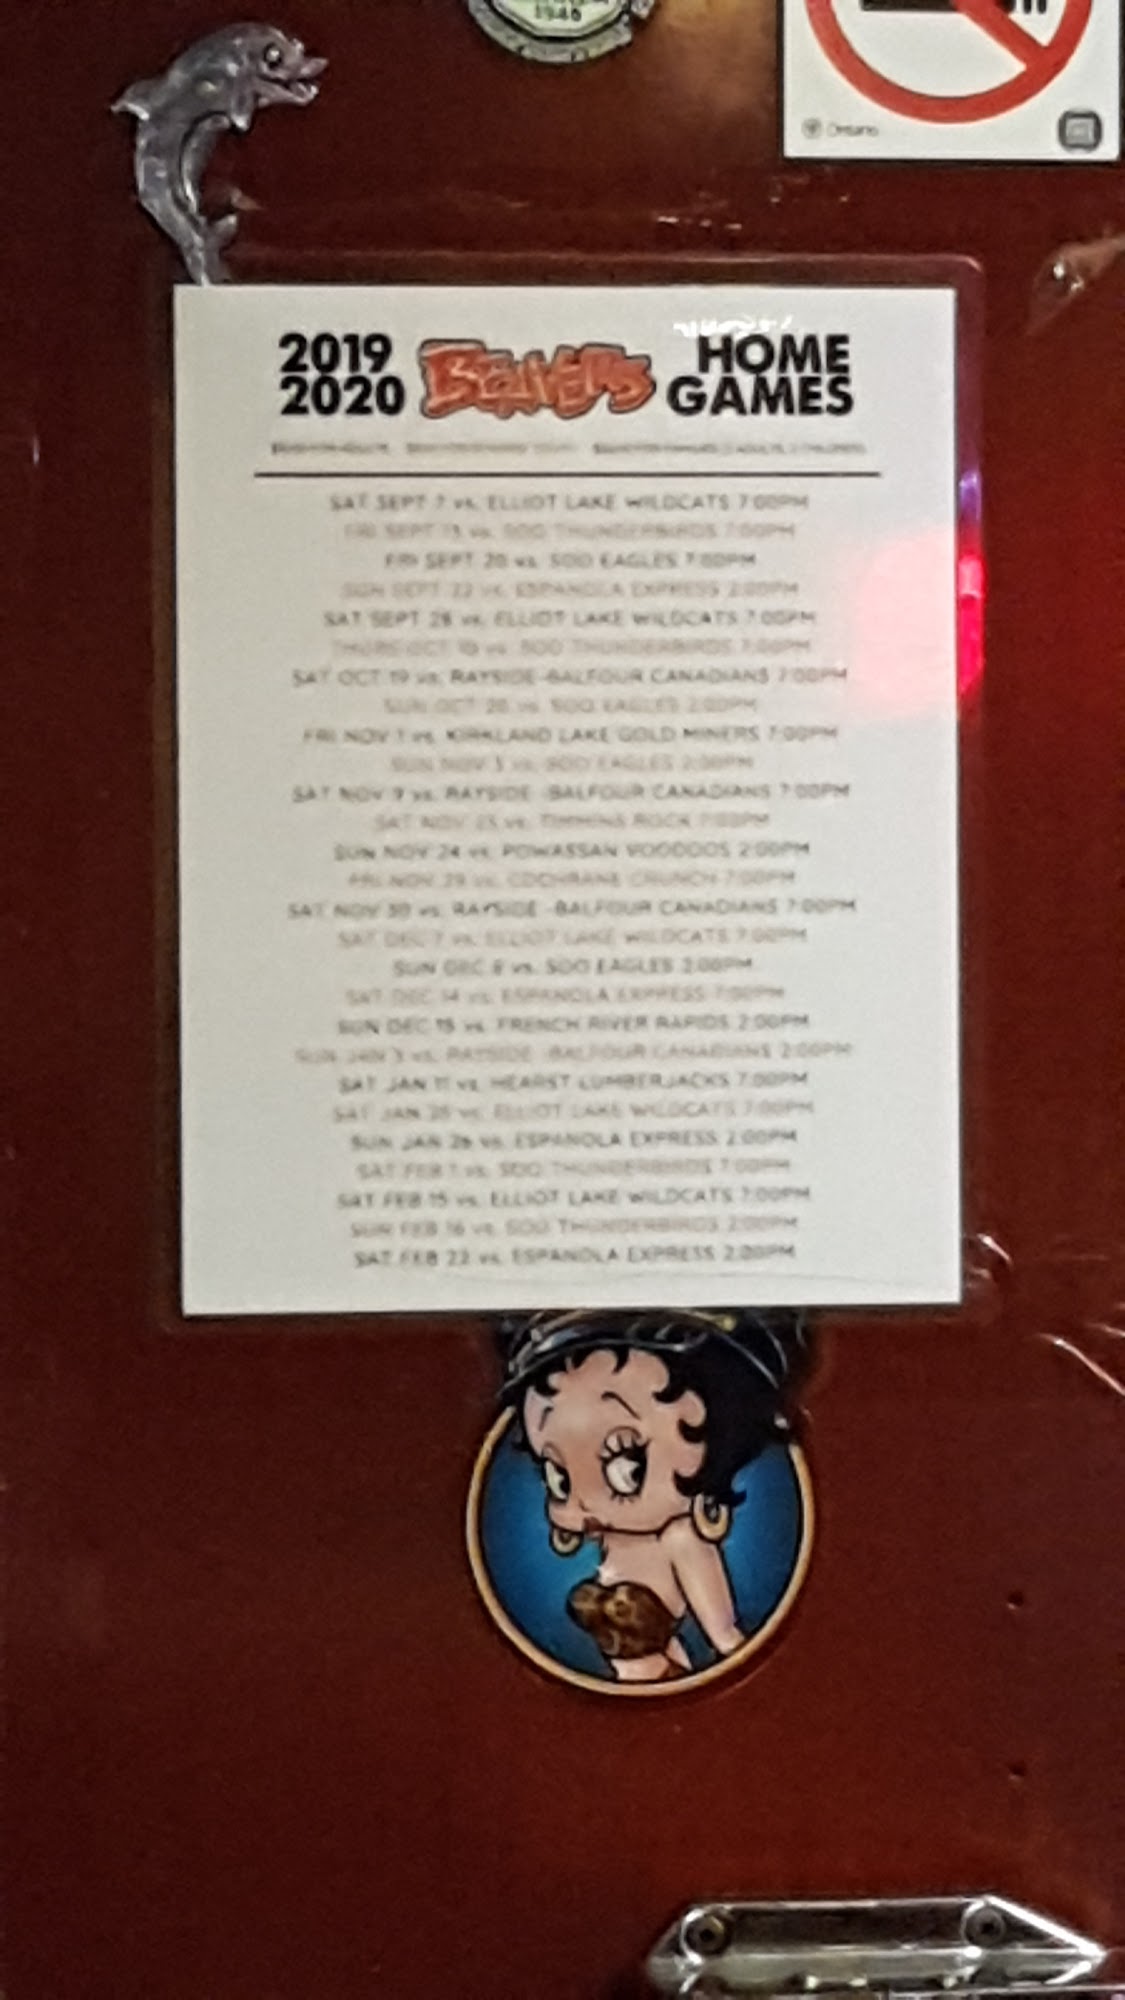 1946
Ontario
2019 2020 BEAVERS HOME GAMES
SAT SEPT 7 vs. ELLIOT LAKE WILDCATS 7:00PM
FRI SEPT 13 vs. SOO THUNDERBIRDS 7:00PM
FRI SEPT 20 vs. SOO EAGLES 7:00PM
SUN SEPT 22 vs. ESPANOLA EXPRESS 2:00PM
SAT SEPT 28 vs. ELLIOT LAKE WILDCATS 7:00PM
THURS OCT 10 vs. SOO THUNDERBIRDS 7:00PM
SAT OCT 19 vs. RAYSIDE-BALFOUR CANADIANS 7:00PM
SUN OCT 20 vs. SOO EAGLES 2:00PM
FRI NOV 1 vs. KIRKLAND LAKE GOLD MINERS 7:00PM
SUN NOV 3 vs. SOO EAGLES 2:00PM
SAT NOV 9 vs. RAYSIDE -BALFOUR CANADIANS 7:00PM
SAT NOV 23 vs. TIMMINS ROCK 7:00PM
SUN NOV 24 vs. POWASSAN VOODOOS 2:00PM
FRI NOV 29 vs. COCHRANE CRUNCH 7:00PM
SAT NOV 30 vs. RAYSIDE -BALFOUR CANADIANS 7:00PM
SAT DEC 7 vs. ELLIOT LAKE WILDCATS 7:00PM
SUN DEC 8 vs. SOO EAGLES 2:00PM
SAT DEC 14 vs. ESPANOLA EXPRESS 7:00PM
SUN DEC 15 vs. FRENCH RIVER RAPIDS 2:00PM
SUN JAN vs. RAYSIDE -BALFOUR CANADIANS 2:00PM
SAT JAN 11 vs. HEARST LUMBERJACKS 7:00PM
SAT JAN 25 vs. ELLIOT LAKE WILDCATS 7:00PM
SUN JAN 26 vs. ESPANOLA EXPRESS 2:00PM
SAT FEB 1 vs. SOO THUNDERBIRDS 7:00PM
SAT FEB 15 vs. ELLIOT LAKE WILDCATS 7:00PM
SUN FEB 16 vs. SOO THUNDERBIRDS 2:00PM
SAT FEB 22 vs. ESPANOLA EXPRESS 2:00PM